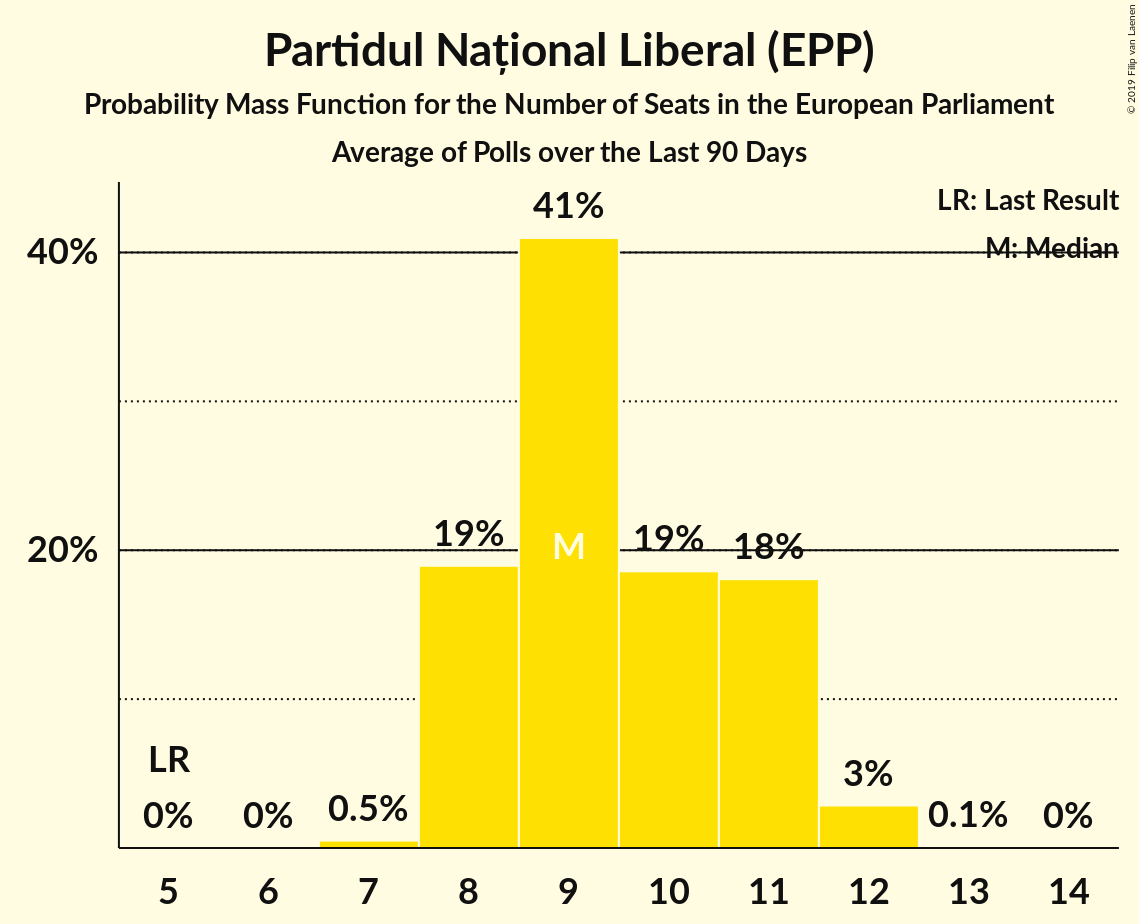 Partidul Național Liberal (EPP)
Probability Mass Function for the Number of Seats in the European Parliament
Average of Polls over the Last 90 Days
© 2019 Filip van Laenen
LR: Last Result
M: Median
40%
20%
41%
19%
M
19%
18%
LR
0%
0%
0.5%
3%
0.1%
0%
5 6 7 8 9 10 11 12 13 14